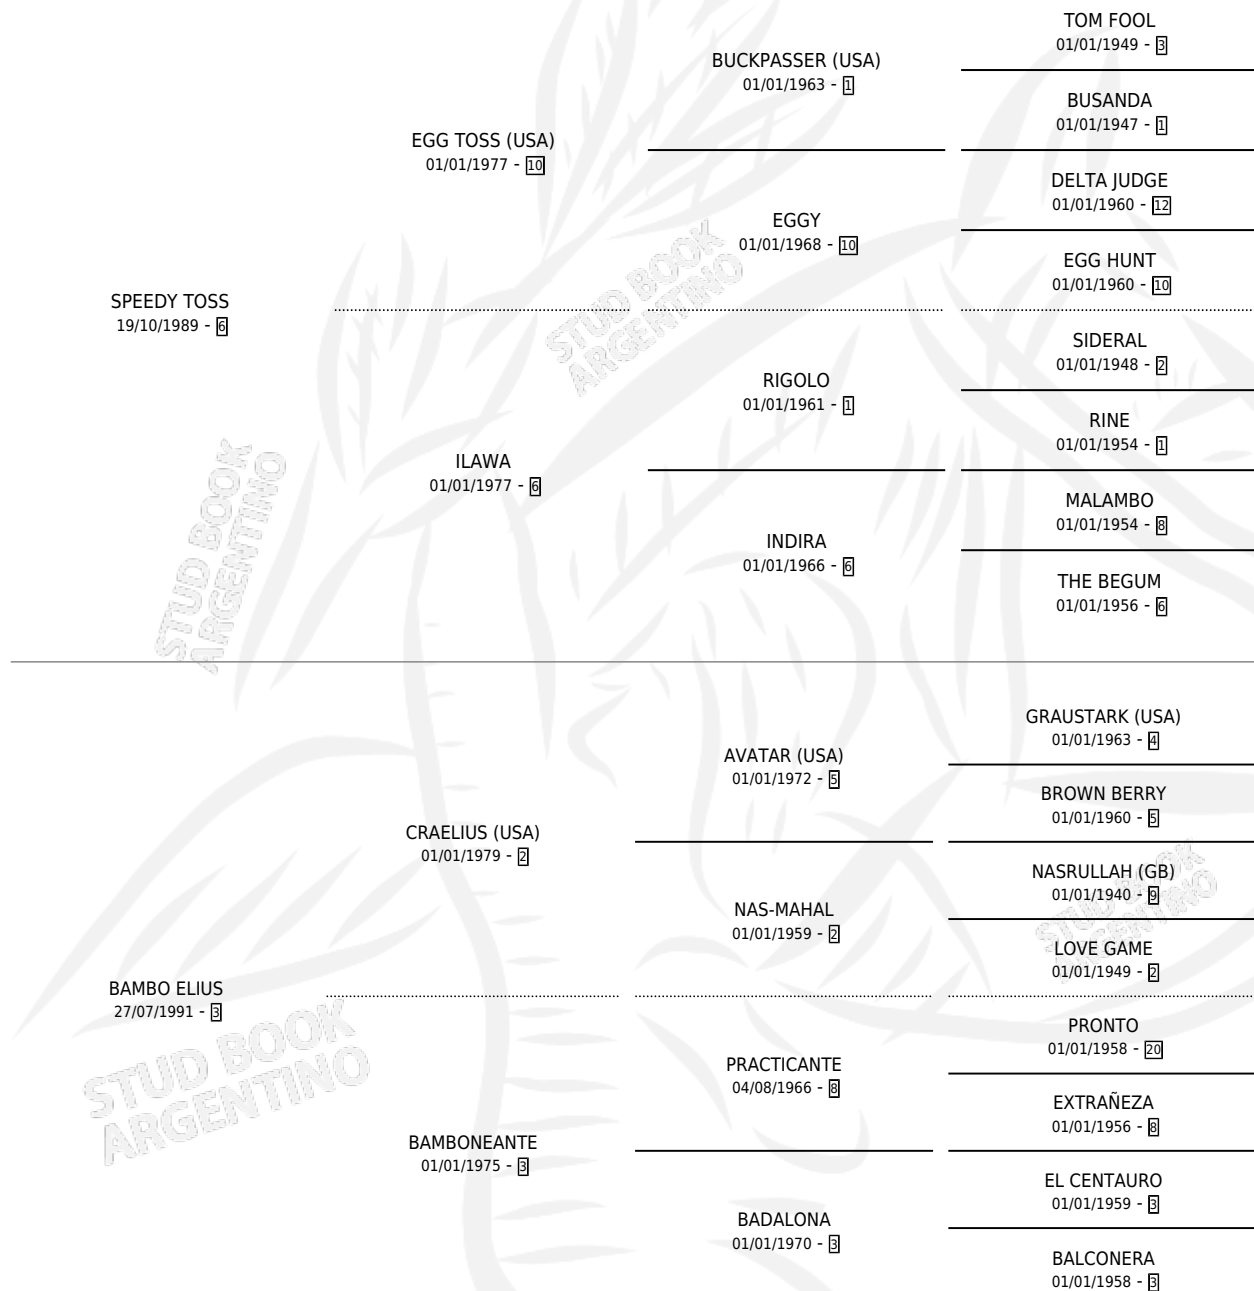 TOM FOOL
01/01/1949 - 3
BUCKPASSER (USA)
01/01/1963 - 1
BUSANDA
01/01/1947 - 1
EGG TOSS (USA)
01/01/1977 - 10
DELTA JUDGE
01/01/1960 - 12
EGGY
01/01/1968 - 10
EGG HUNT
01/01/1960 - 10
SPEEDY TOSS
19/10/1989 - 6
SIDERAL
01/01/1948 - 2
RIGOLO
01/01/1961 - 1
RINE
01/01/1954 - 1
ILAWA
01/01/1977 - 6
MALAMBO
01/01/1954 - 8
INDIRA
01/01/1966 - 6
THE BEGUM
01/01/1956 - 6
GRAUSTARK (USA)
01/01/1963 - 4
AVATAR (USA)
01/01/1972 - 5
BROWN BERRY
01/01/1960 - 5
CRAELIUS (USA)
01/01/1979 - 2
NASRULLAH (GB)
01/01/1940 - 9
NAS-MAHAL
01/01/1959 - 2
LOVE GAME
01/01/1949 - 2
BAMBO ELIUS
27/07/1991 - 3
PRONTO
01/01/1958 - 20
PRACTICANTE
04/08/1966 - 8
EXTRAÑEZA
01/01/1956 - 8
BAMBONEANTE
01/01/1975 - 3
EL CENTAURO
01/01/1959 - 3
BADALONA
01/01/1970 - 3
BALCONERA
01/01/1958 - 3
STUD BOOK
ARGENTINO
STUD BOOK
ARGENTINO
STUD BOOK
ARGENTINO
STUD BOOK
ARGENTINO